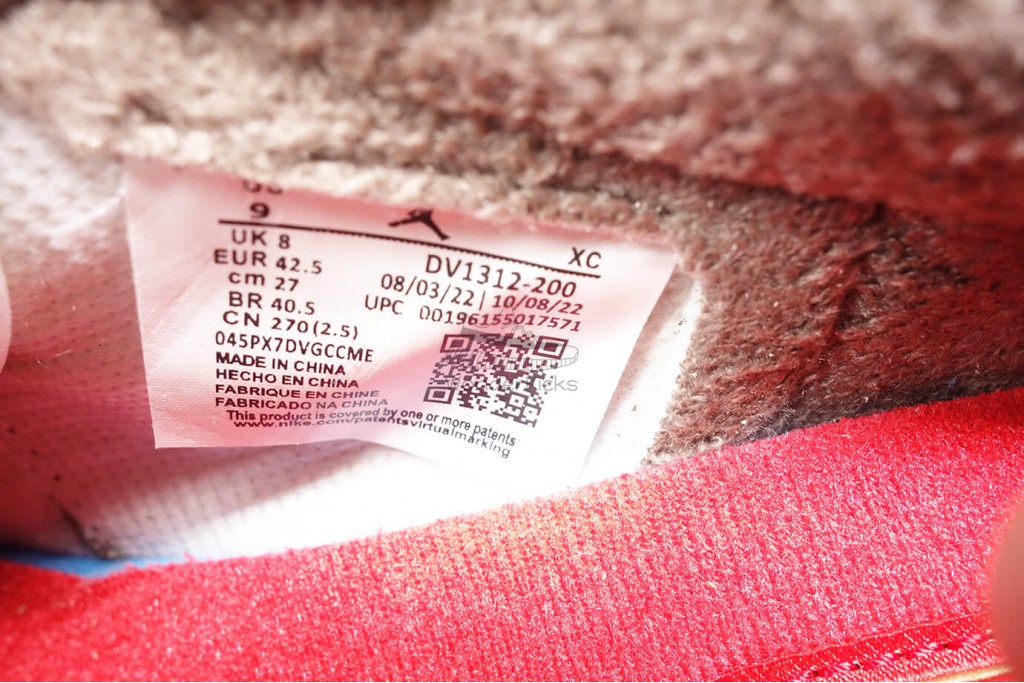 9
XC
UK 8
EUR 42.5
cm 27
BR 40.5
CN 270(2.5)
DV1312-200
08/03/22 | 10/08/22
UPC 00196155017571
045PX7DVGCCME
MADE IN CHINA
HECHO EN CHINA
FABRIQUE EN CHINE
FABRICADO NA CHINA
This product is covered by one or more patents:
www.nike.com/patentsvirtualmarking